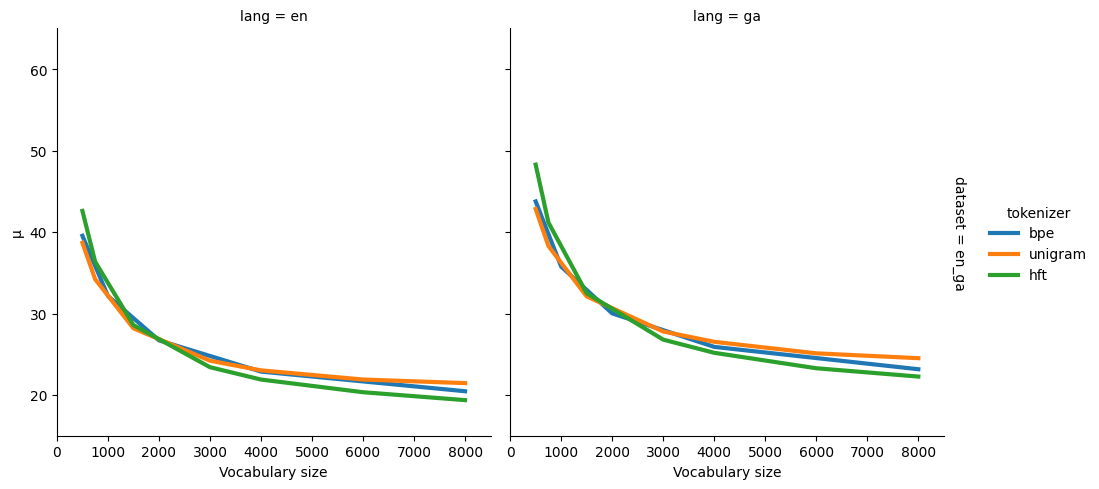 lang = en
lang = ga
60
50
40
30
20
μ
0 1000 2000 3000 4000 5000 6000 7000 8000
Vocabulary size
0 1000 2000 3000 4000 5000 6000 7000 8000
Vocabulary size
dataset = en_ga
tokenizer
bpe
unigram
hft